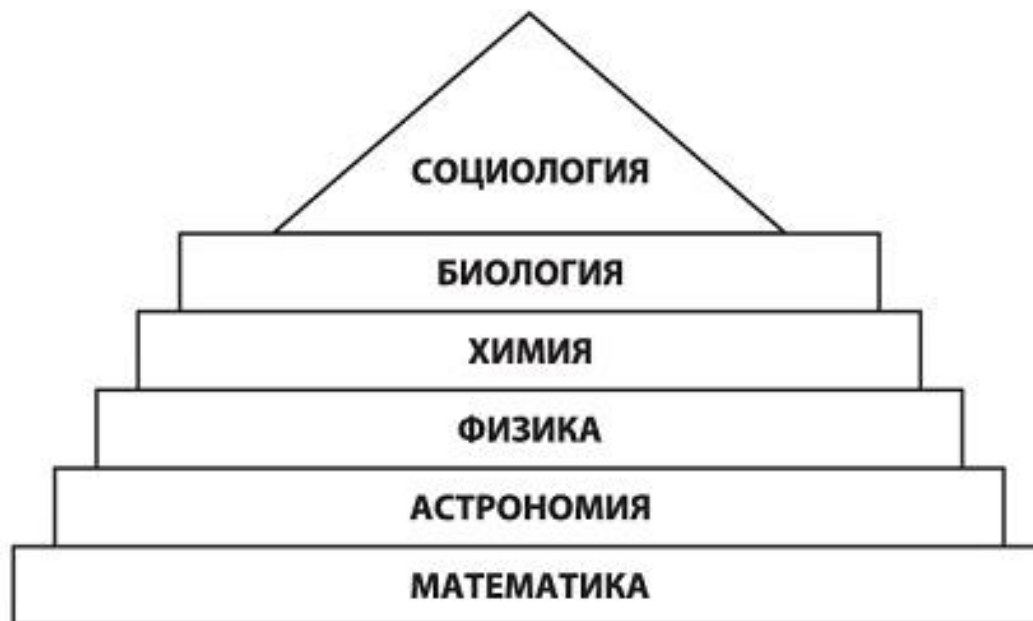 СОЦИОЛОГИЯ
БИОЛОГИЯ
ХИМИЯ
ФИЗИКА
АСТРОНОМИЯ
МАТЕМАТИКА